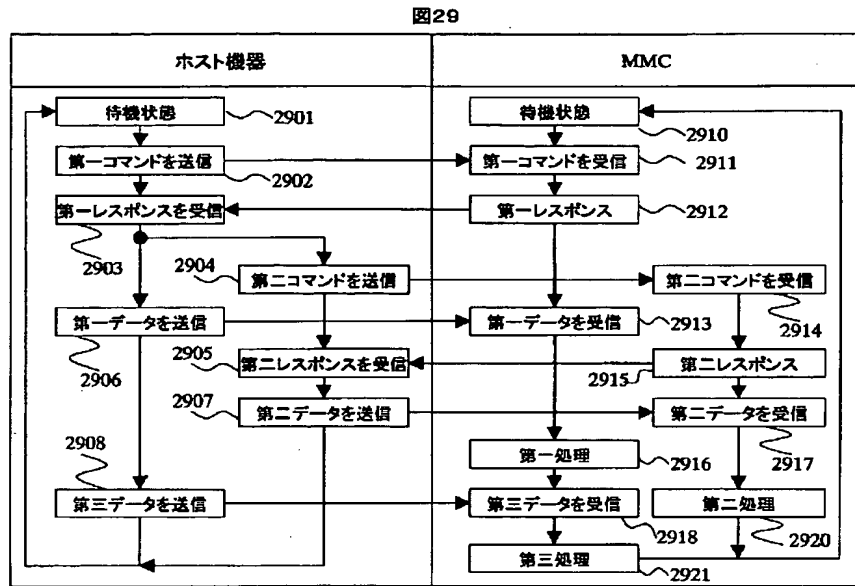 図29
ホスト機器
MMC
待機状態
2901
待機状態
2910
第一コマンドを送信
2902
第一コマンドを受信
2911
第一レスポンスを受信
2903
第一レスポンス
2912
2904
第二コマンドを送信
第二コマンドを受信
2914
第一データを送信
2906
第一データを受信
2913
2905
第二レスポンスを受信
2915
第二レスポンス
2907
第二データを送信
第二データを受信
2917
第一処理
2916
2908
第三データを送信
第三データを受信
2918
第二処理
2920
第三処理
2921